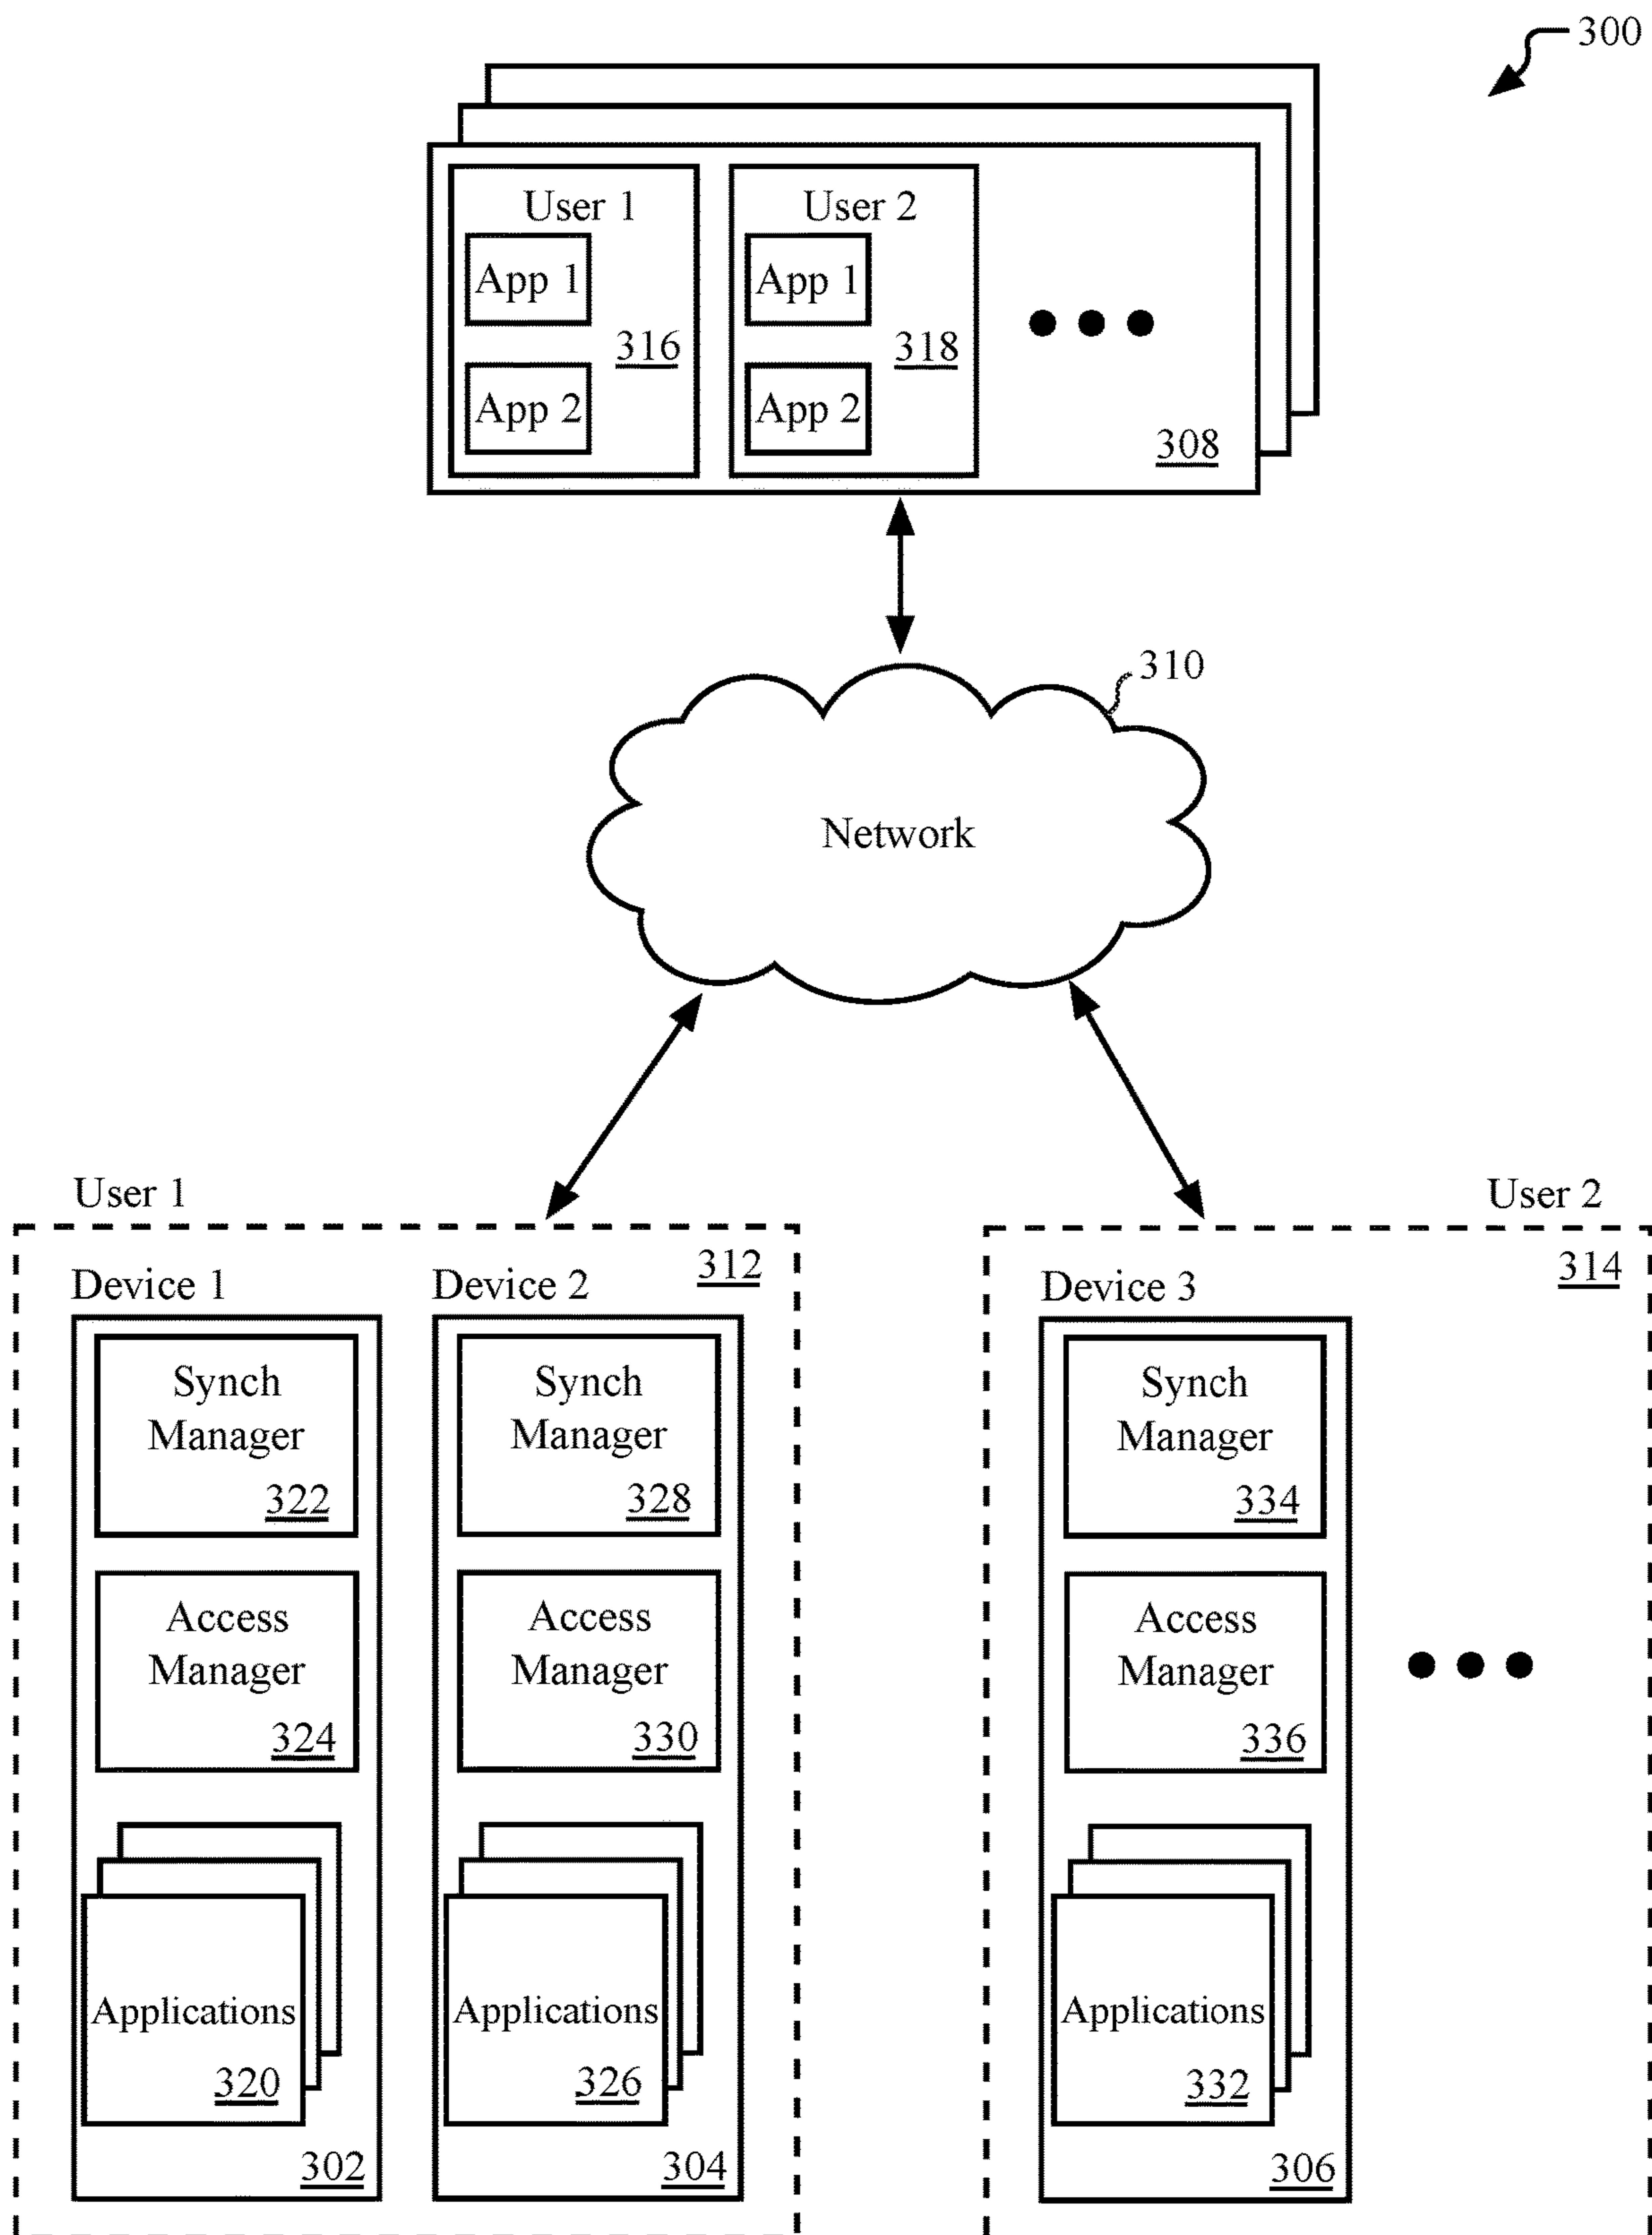 300
User 1
User 2
App 1
App 1
316
318
App 2
App 2
308
310
Network
User 1
User 2
312
314
Device 1
Device 2
Device 3
Synch
Manager
322
Synch
Manager
328
Synch
Manager
334
Access
Manager
324
Access
Manager
330
Access
Manager
336
Applications
320
Applications
326
Applications
332
302
304
306